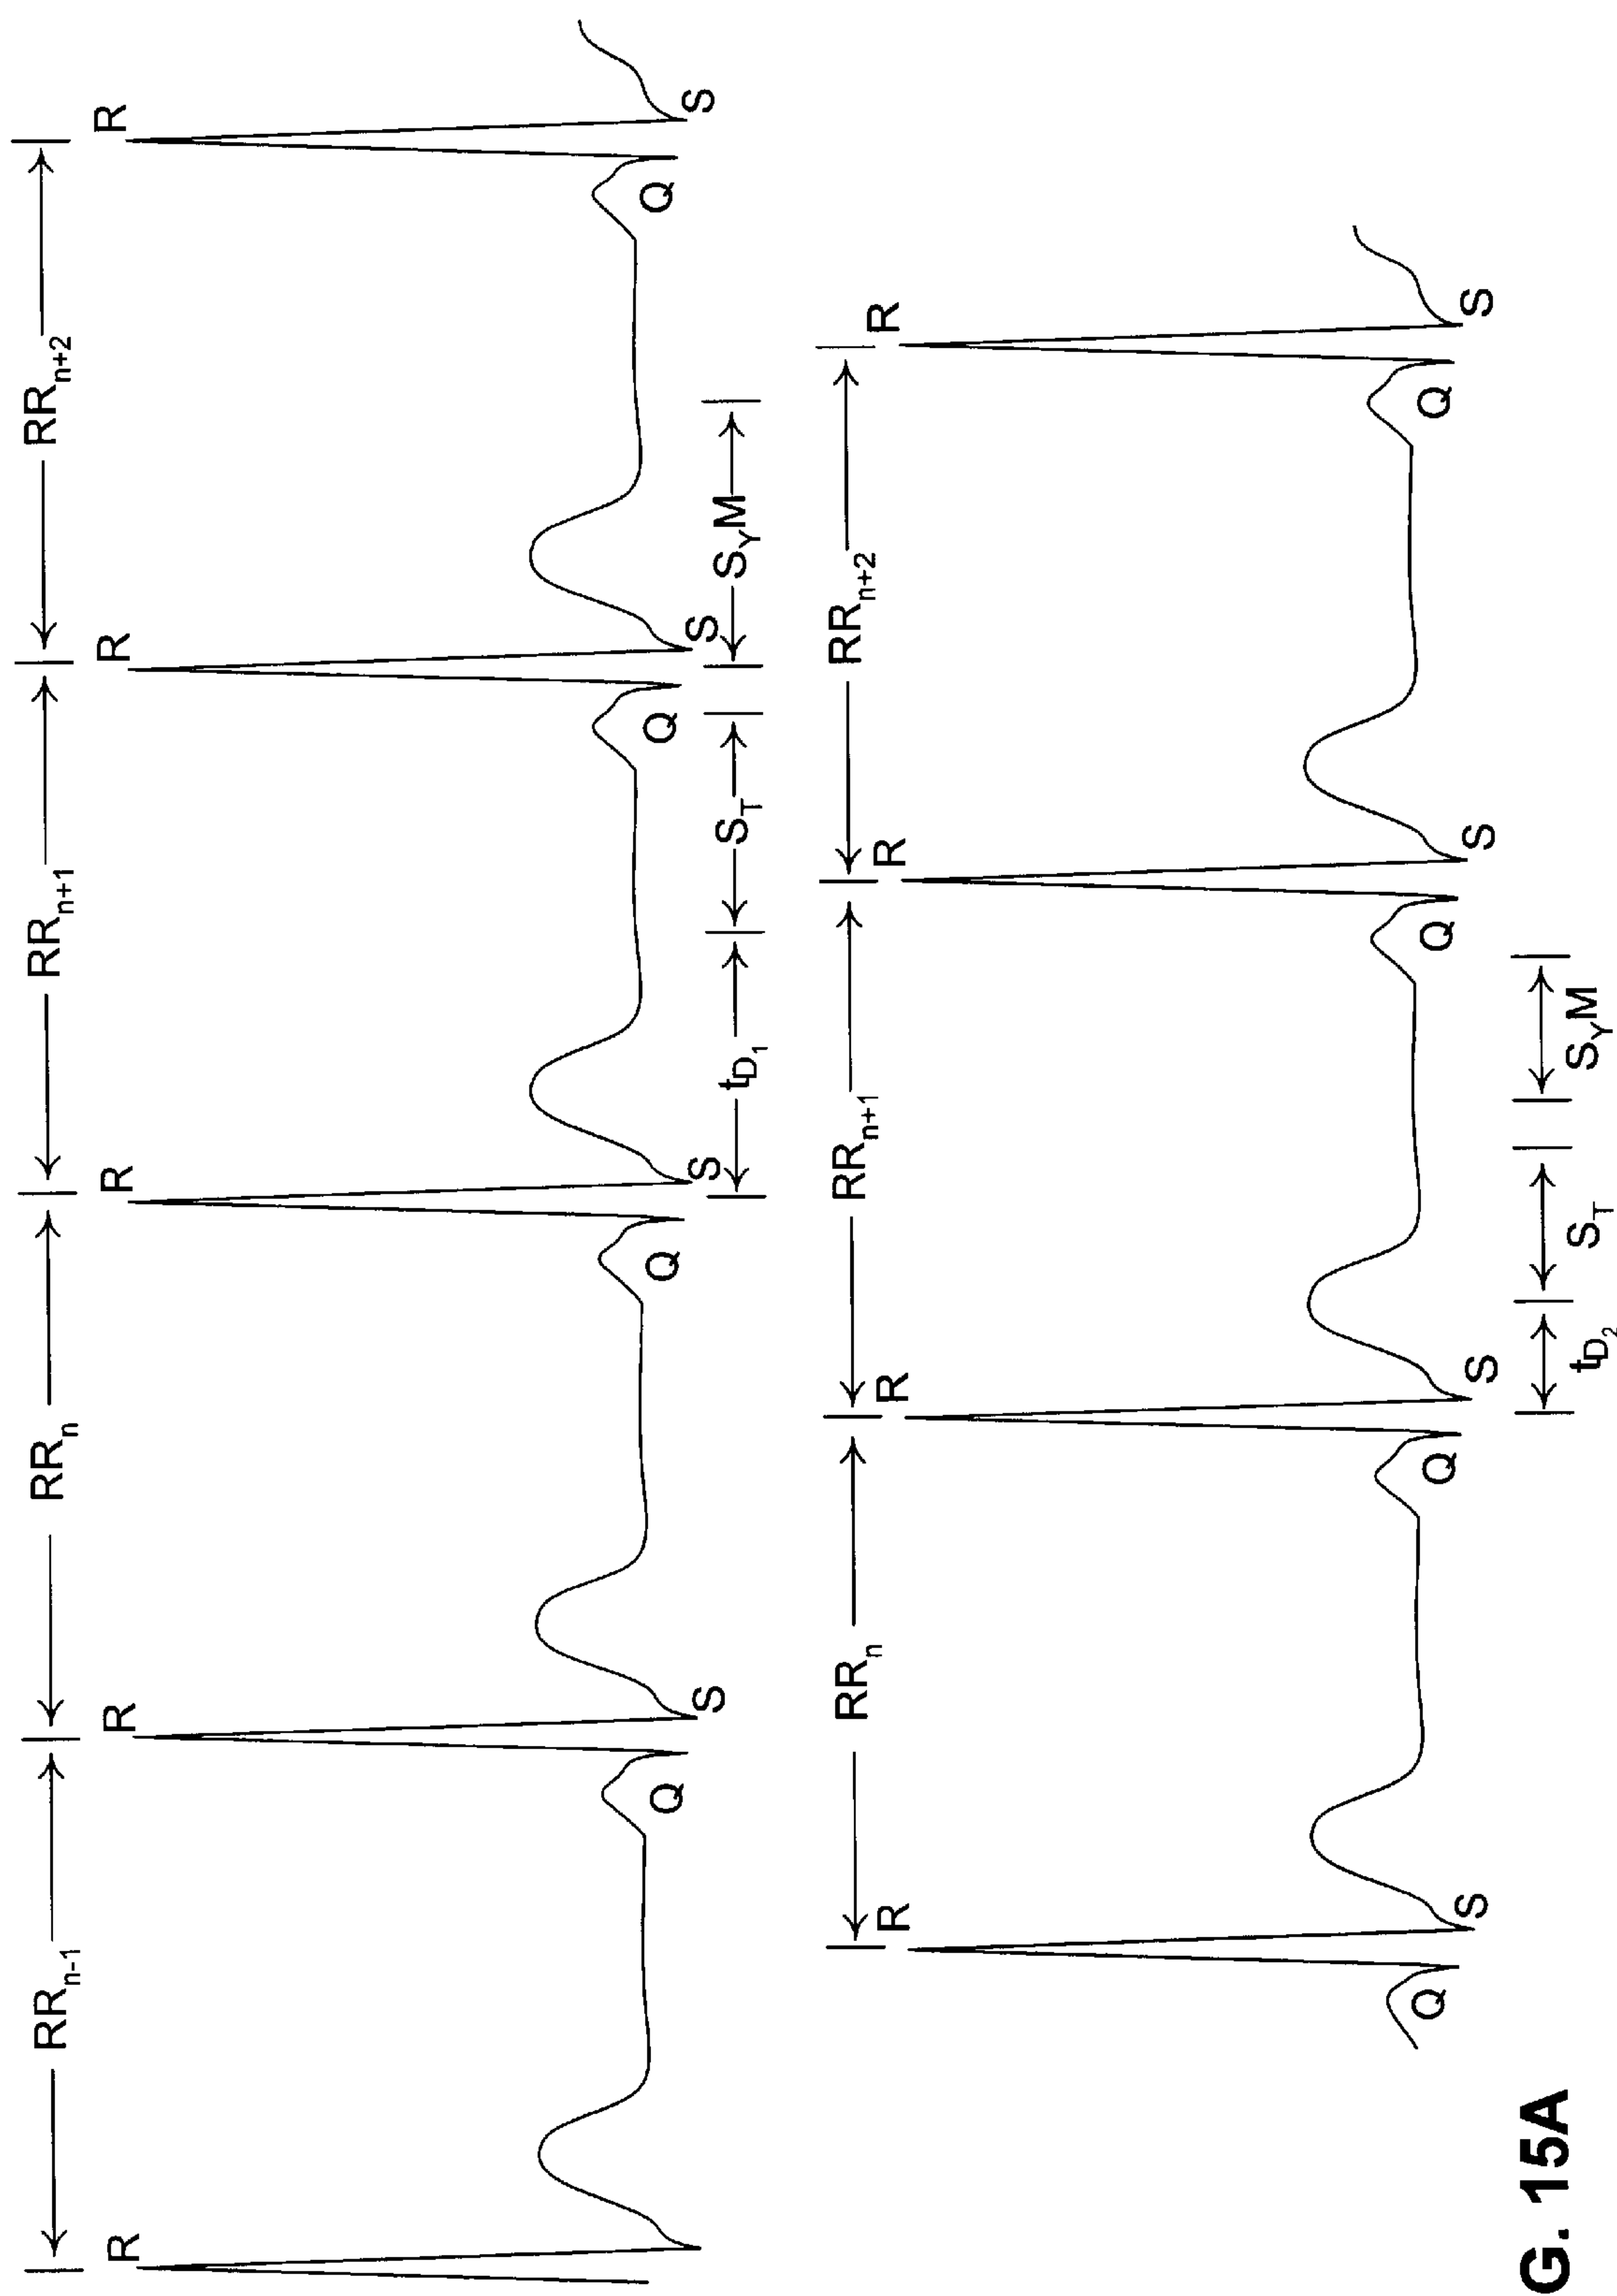 RRn-1 RRn RRn+1 RRn+2
R R R R R
Q S Q S Q S Q S
tD1 ST SYM
RRn RRn+1 RRn+2
R R R R
Q S Q S Q S Q S
tD2 ST SYM
G. 15A